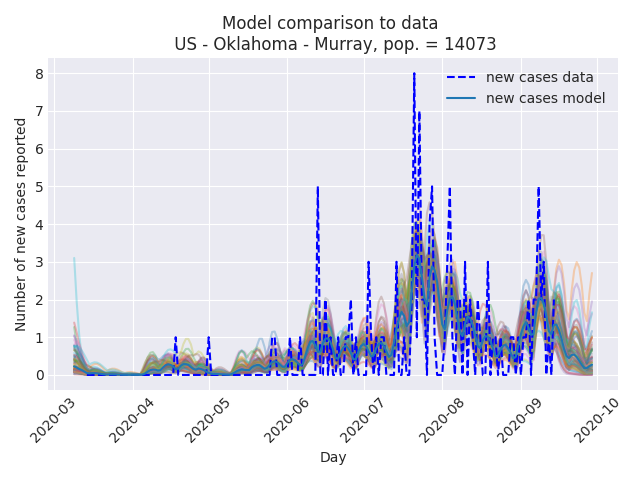 Model comparison to data
US - Oklahoma - Murray, pop. = 14073
new cases data
new cases model
Number of new cases reported
8
7
6
5
4
3
2
1
0
2020-03
2020-04
2020-05
2020-06
2020-07
2020-08
2020-09
2020-10
Day